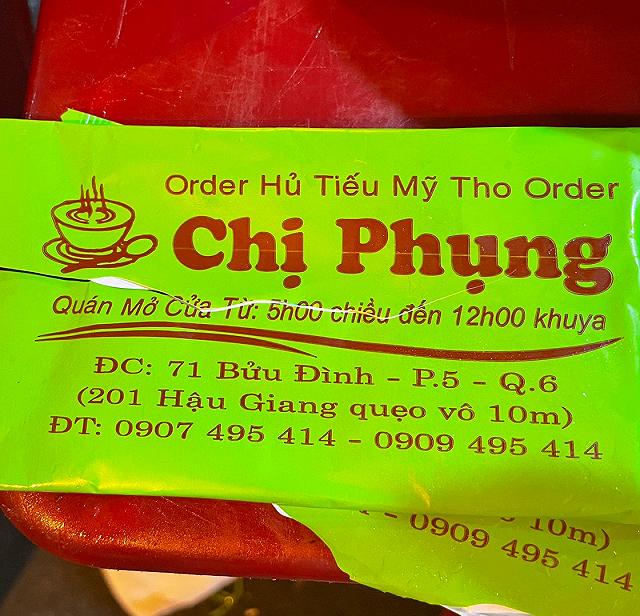 Order Hủ Tiếu Mỹ Tho Order
Chị Phụng
Quán Mở Cửa Từ: 5h00 chiều đến 12h00 khuya
ĐC: 71 Bửu Đình - P.5 - Q.6
(201 Hậu Giang quẹo vô 10m)
ĐT: 0907 495 414 - 0909 495 414
10m)
- 0909 495 414